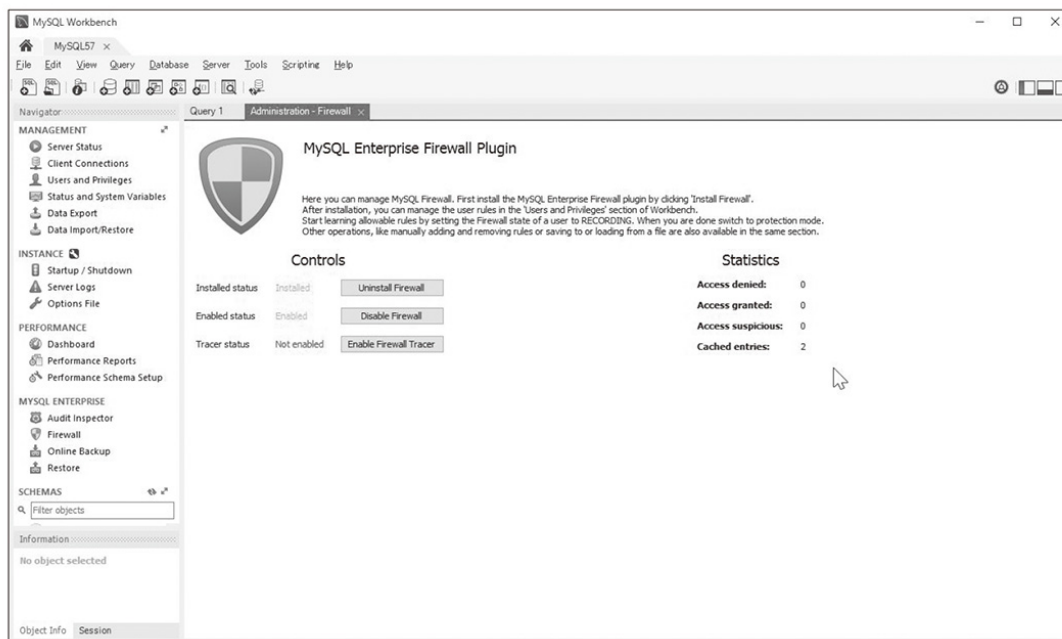 MySQL Workbench
MySQL57
File Edit View Query Database Server Tools Scripting Help
Navigator
MANAGEMENT
Server Status
Client Connections
Users and Privileges
Status and System Variables
Data Export
Data Import/Restore
INSTANCE
Startup / Shutdown
Server Logs
Options File
PERFORMANCE
Dashboard
Performance Reports
Performance Schema Setup
MYSQL ENTERPRISE
Audit Inspector
Firewall
Online Backup
Restore
SCHEMAS
Filter objects
Information
No object selected
Object Info Session
Query 1 Administration - Firewall
MySQL Enterprise Firewall Plugin
Here you can manage MySQL Firewall. First install the MySQL Enterprise Firewall plugin by clicking 'Install Firewall'.
After installation, you can manage the user rules in the 'Users and Privileges' section of Workbench.
Start learning allowable rules by setting the Firewall state of a user to RECORDING. When you are done switch to protection mode.
Other operations, like manually adding and removing rules or saving to or loading from a file are also available in the same section.
Controls
Installed status Installed Uninstall Firewall
Enabled status Enabled Disable Firewall
Tracer status Not enabled Enable Firewall Tracer
Statistics
Access denied: 0
Access granted: 0
Access suspicious: 0
Cached entries: 2